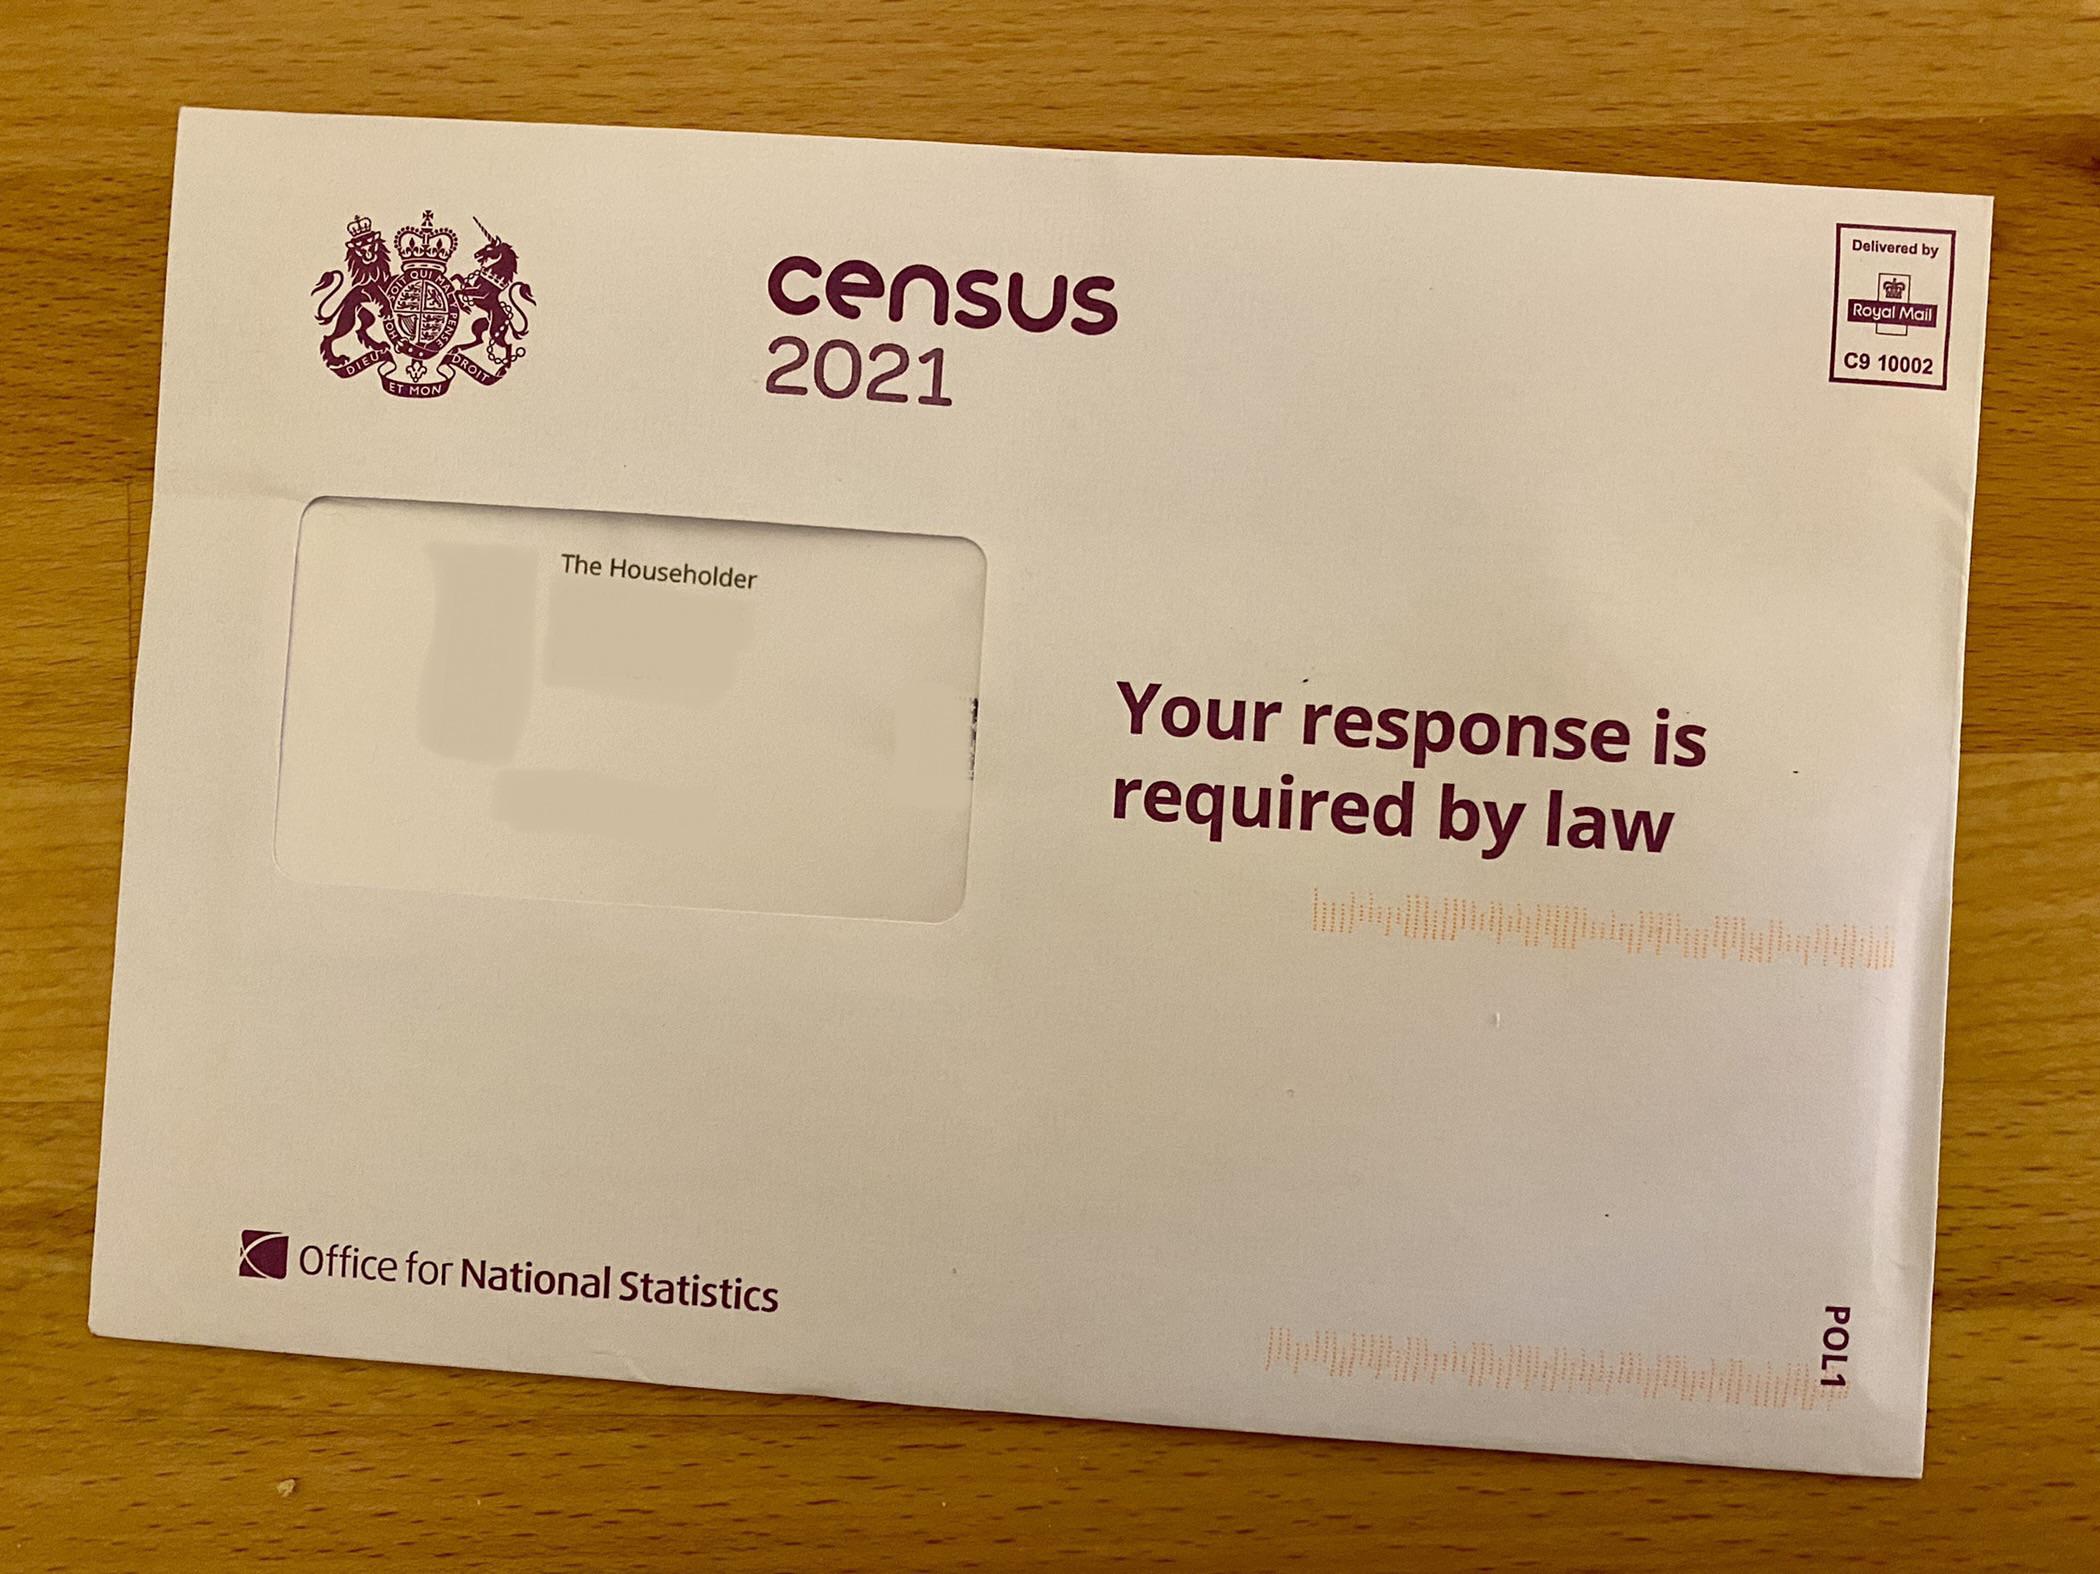 census
2021
Delivered by
Royal Mail
C9 10002
SOIT QUI MAL Y PENSE
DIEU ET MON DROIT
The Householder
Your response is
required by law
Office for National Statistics
POL1